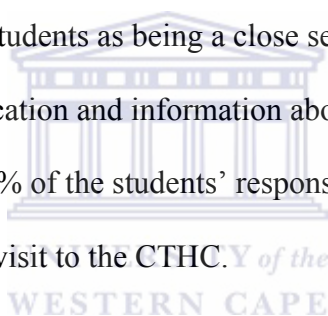 tudents as being a close se
cation and information abo
% of the students' respons
visit to the CTHC.
UNIVERSITY of the
WESTERN CAPE